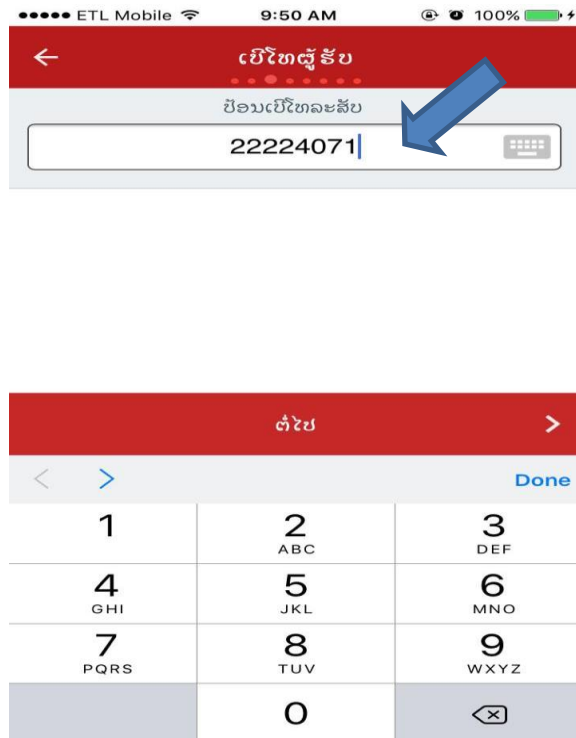 ETL Mobile 9:50 AM 100%
ເບີໂທຜູ້ຮັບ
ປ້ອນເບີໂທລະສັບ
22224071
ຕໍ່ໄປ
Done
1 2 3
ABC DEF
4 5 6
GHI JKL MNO
7 8 9
PQRS TUV WXYZ
0